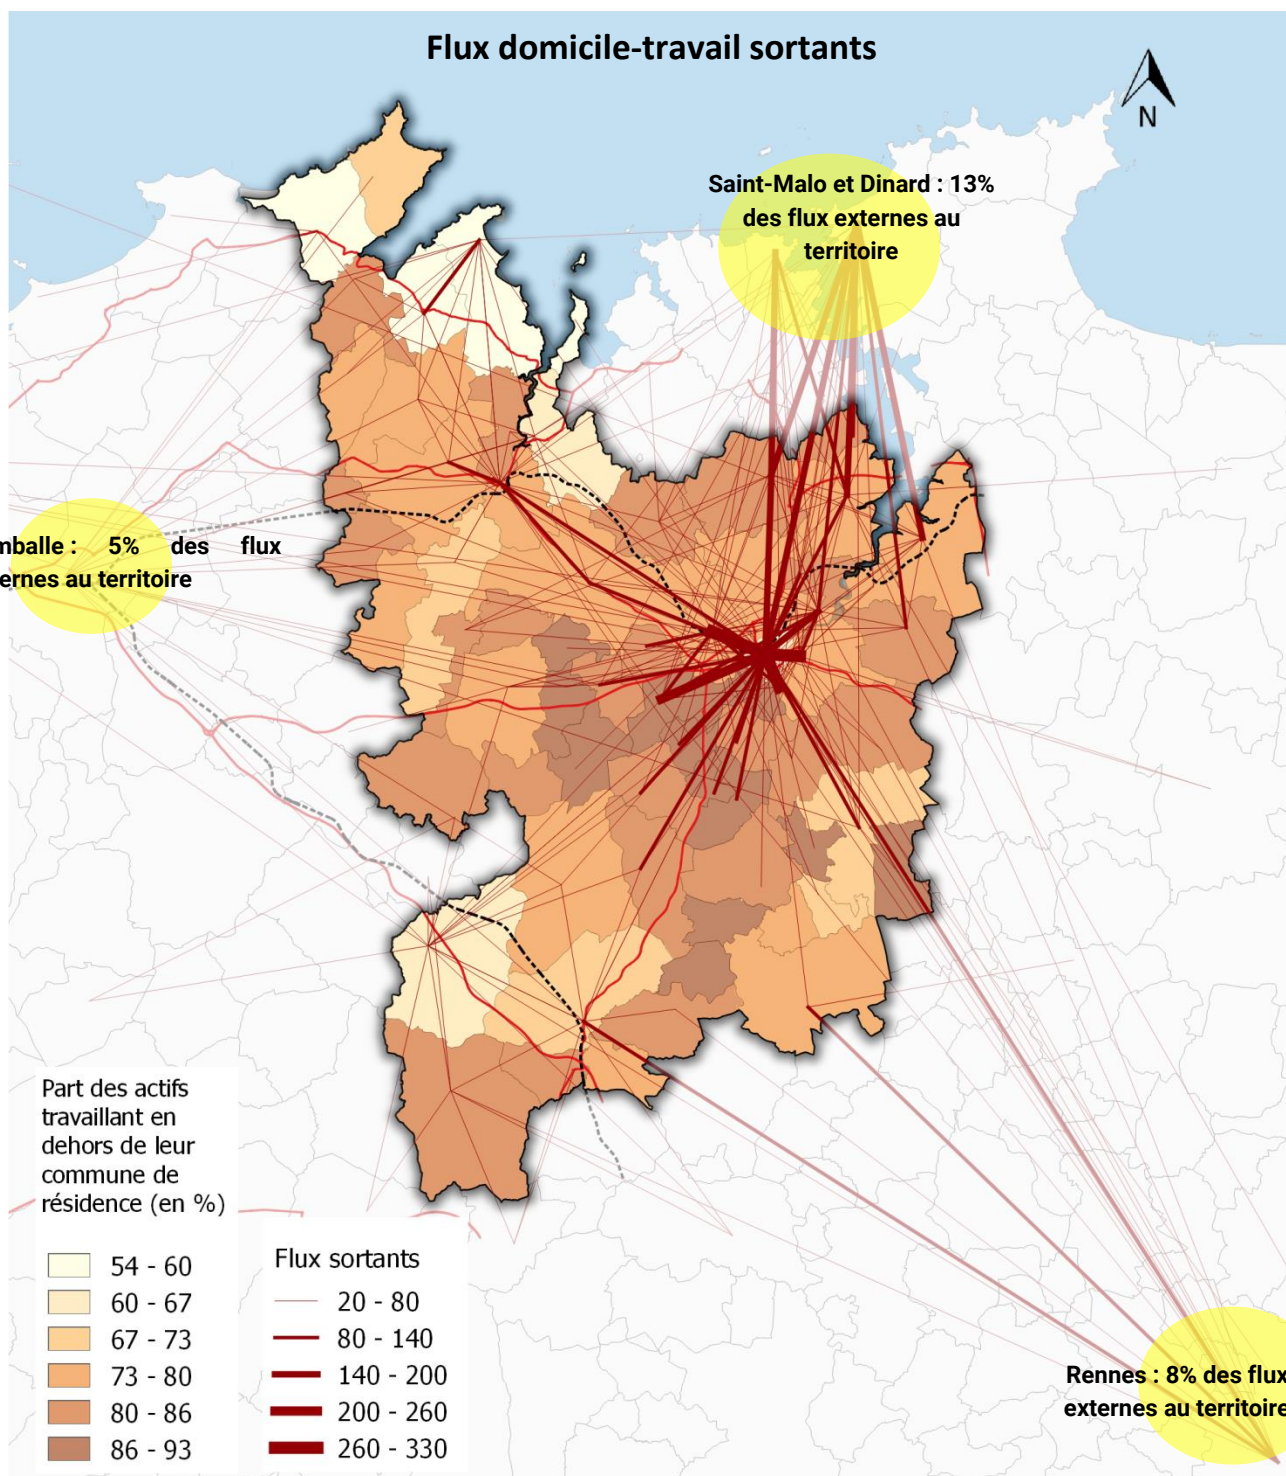 Flux domicile-travail sortants
N
Saint-Malo et Dinard : 13%
des flux externes au
territoire
mballe : 5% des flux
ernes au territoire
Part des actifs
travaillant en
dehors de leur
commune de
résidence (en %)
54 - 60
60 - 67
67 - 73
73 - 80
80 - 86
86 - 93
Flux sortants
20 - 80
80 - 140
140 - 200
200 - 260
260 - 330
Rennes : 8% des flux
externes au territoire